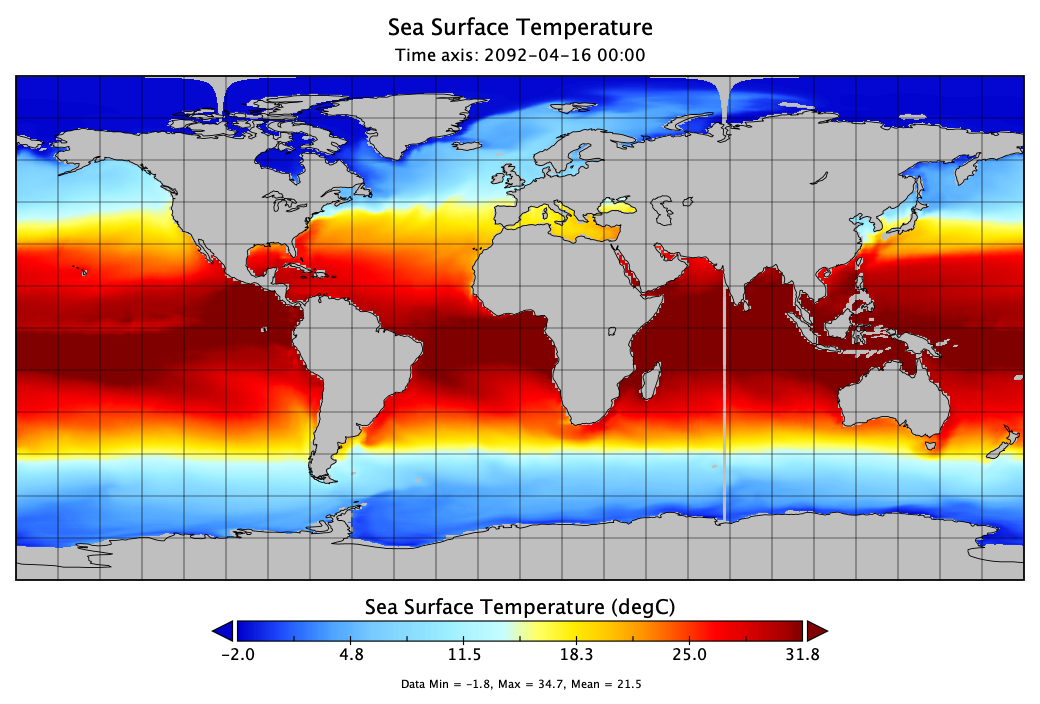 Sea Surface Temperature
Time axis: 2092-04-16 00:00
Sea Surface Temperature (degC)
−2.0 4.8 11.5 18.3 25.0 31.8
Data Min = -1.8, Max = 34.7, Mean = 21.5